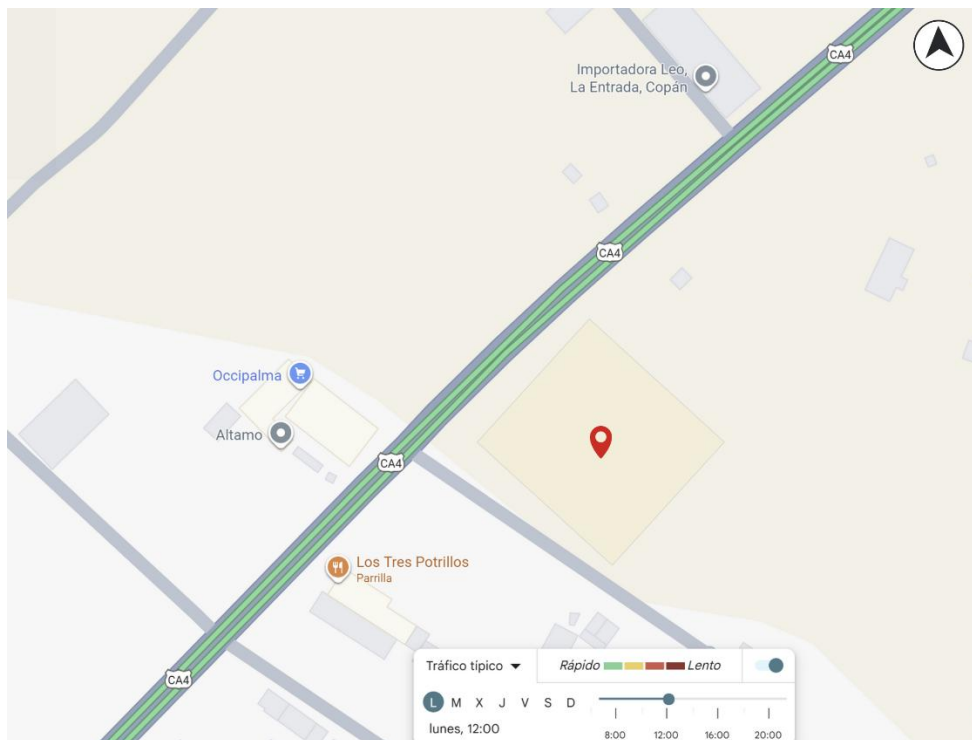 CA4
Importadora Leo,
La Entrada, Copán
CA4
Occipalma
Altamo
CA4
Los Tres Potrillos
Parrilla
CA4
Tráfico típico
Rápido Lento
L M X J V S D
lunes, 12:00
8:00 12:00 16:00 20:00